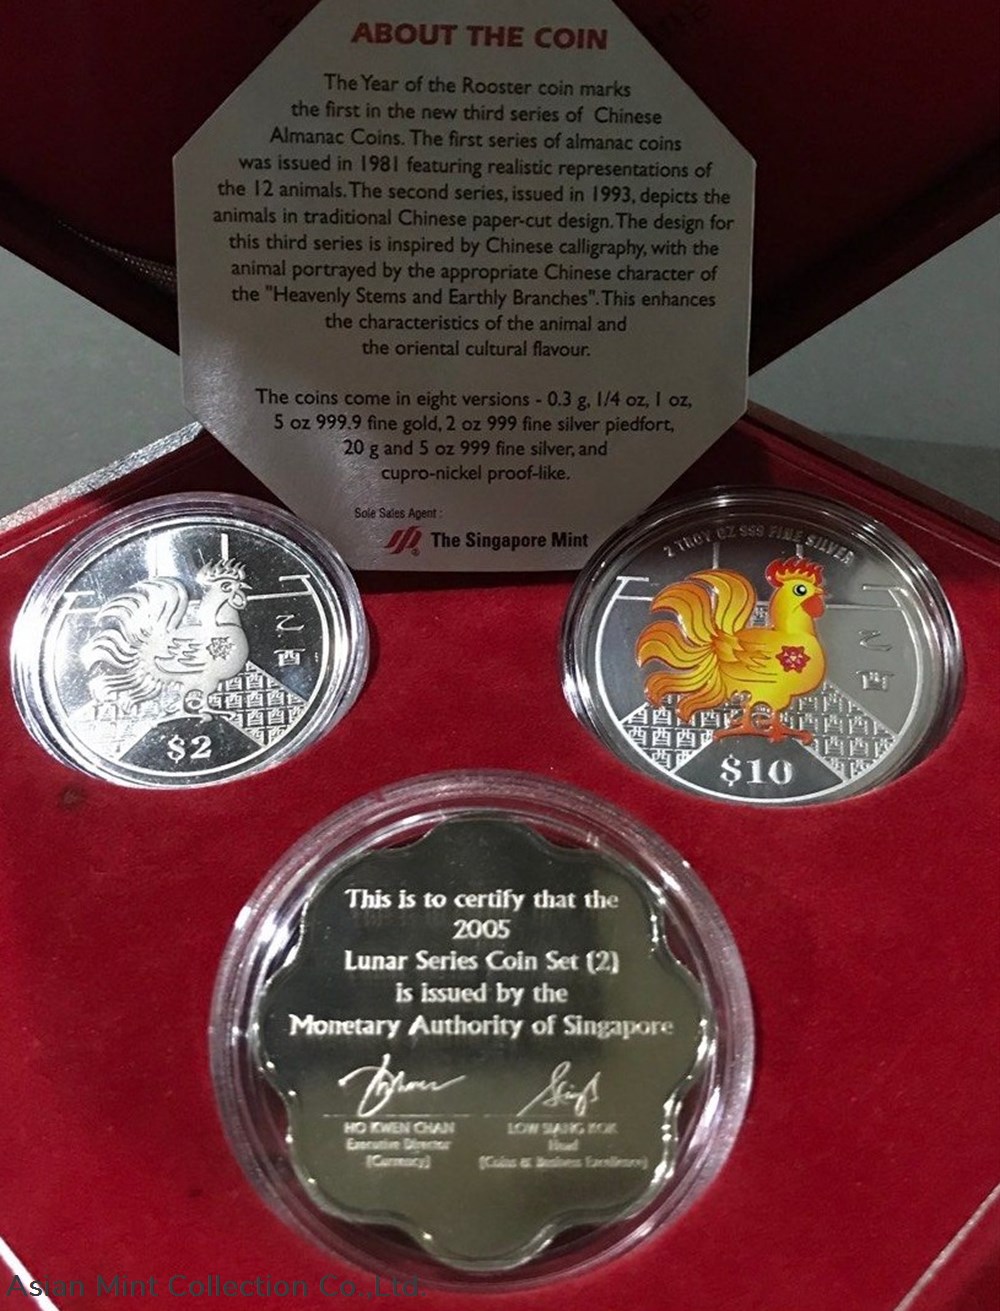 ABOUT THE COIN
The Year of the Rooster coin marks
the first in the new third series of Chinese
Almanac Coins. The first series of almanac coins
was issued in 1981 featuring realistic representations of
the 12 animals. The second series, issued in 1993, depicts the
animals in traditional Chinese paper-cut design. The design for
this third series is inspired by Chinese calligraphy, with the
animal portrayed by the appropriate Chinese character of
the "Heavenly Stems and Earthly Branches". This enhances
the characteristics of the animal and
the oriental cultural flavour.
The coins come in eight versions - 0.3 g, 1/4 oz, 1 oz,
5 oz 999.9 fine gold, 2 oz 999 fine silver piedfort,
20 g and 5 oz 999 fine silver, and
cupro-nickel proof-like.
Sole Sales Agent :
The Singapore Mint
乙酉
$2
2 TROY OZ 999 FINE SILVER
乙酉
$10
This is to certify that the
2005
Lunar Series Coin Set (2)
is issued by the
Monetary Authority of Singapore
HO KWEN CHAN
Executive Director
(Currency)
LOW SIANG KOK
Head
(Coins & Business Excellence)
Asian Mint Collection Co.,Ltd.